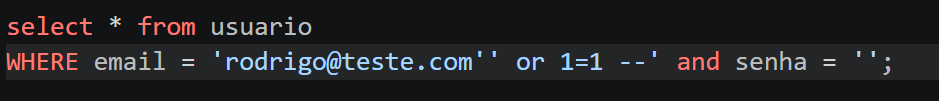 select * from usuario
WHERE email = 'rodrigo@teste.com'' or 1=1 --' and senha = '';